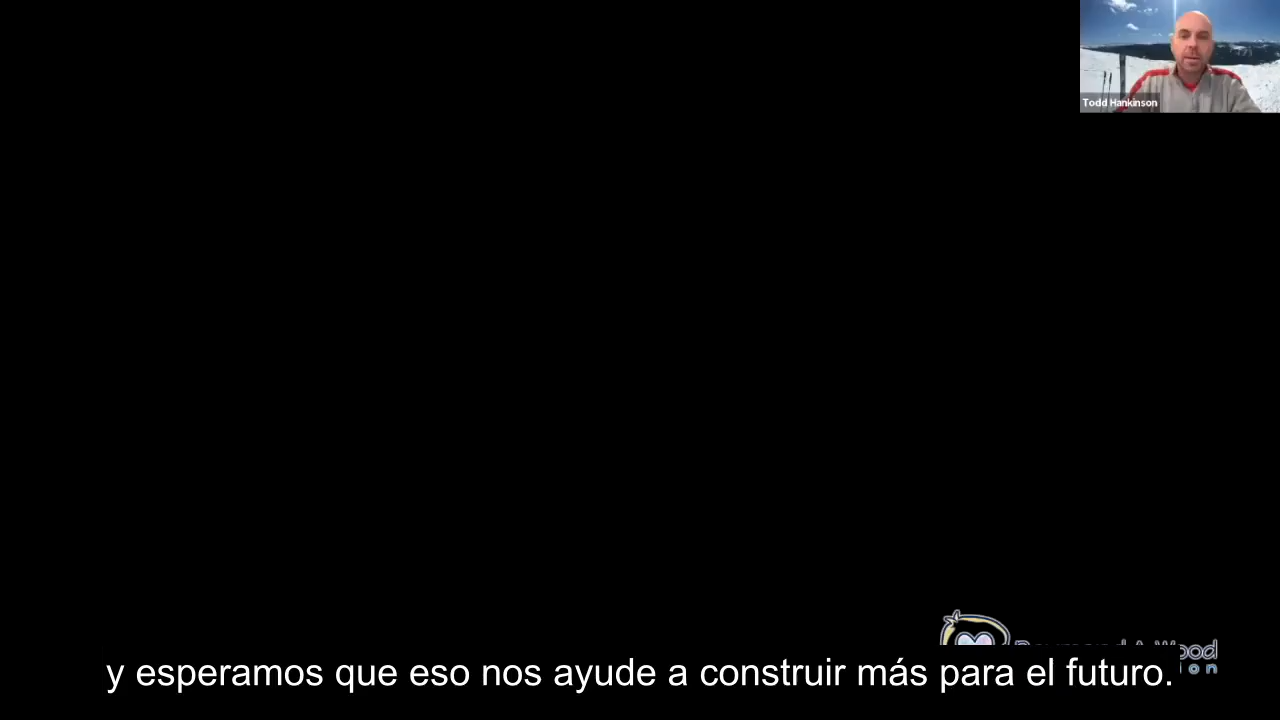 Todd Hankinson
y esperamos que eso nos ayude a construir más para el futuro.